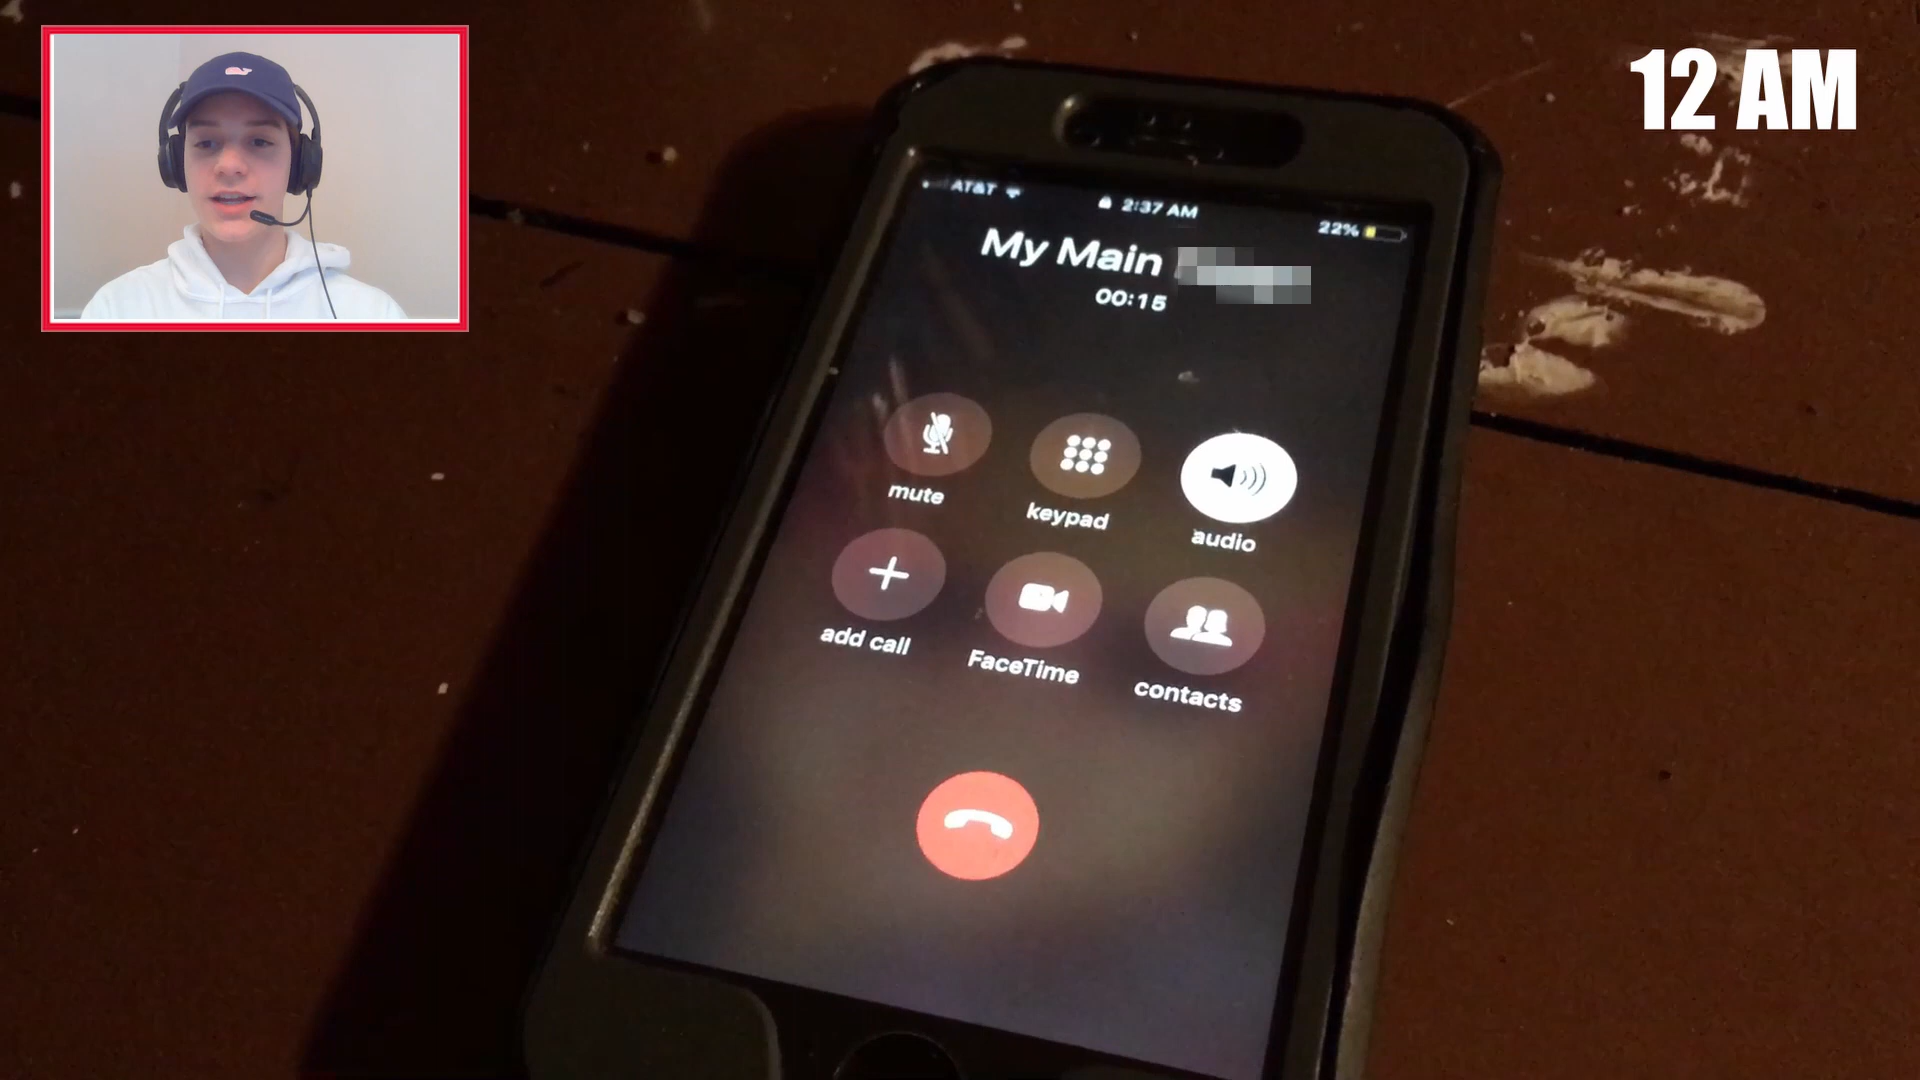 12 AM
AT&T 2:37 AM 22%
My Main
00:15
mute keypad audio
add call FaceTime contacts